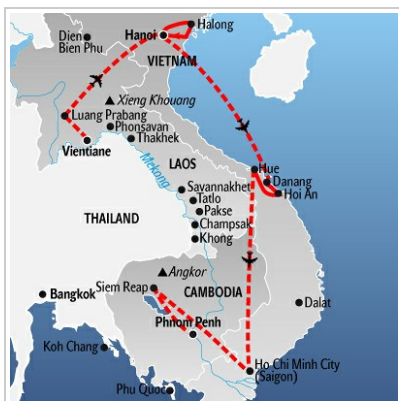 Halong
Hanoi
Dien
Bien Phu
VIETNAM
Xieng Khouang
Luang Prabang
Phonsavan
Thakhek
Vientiane
LAOS
Mekong
Hue
Danang
Hoi An
Savannakhet
Tatlo
Pakse
Champsak
Khong
THAILAND
Angkor
Siem Reap
CAMBODIA
Bangkok
Dalat
Phnom Penh
Koh Chang
Ho Chi Minh City
(Saigon)
Phu Quoc